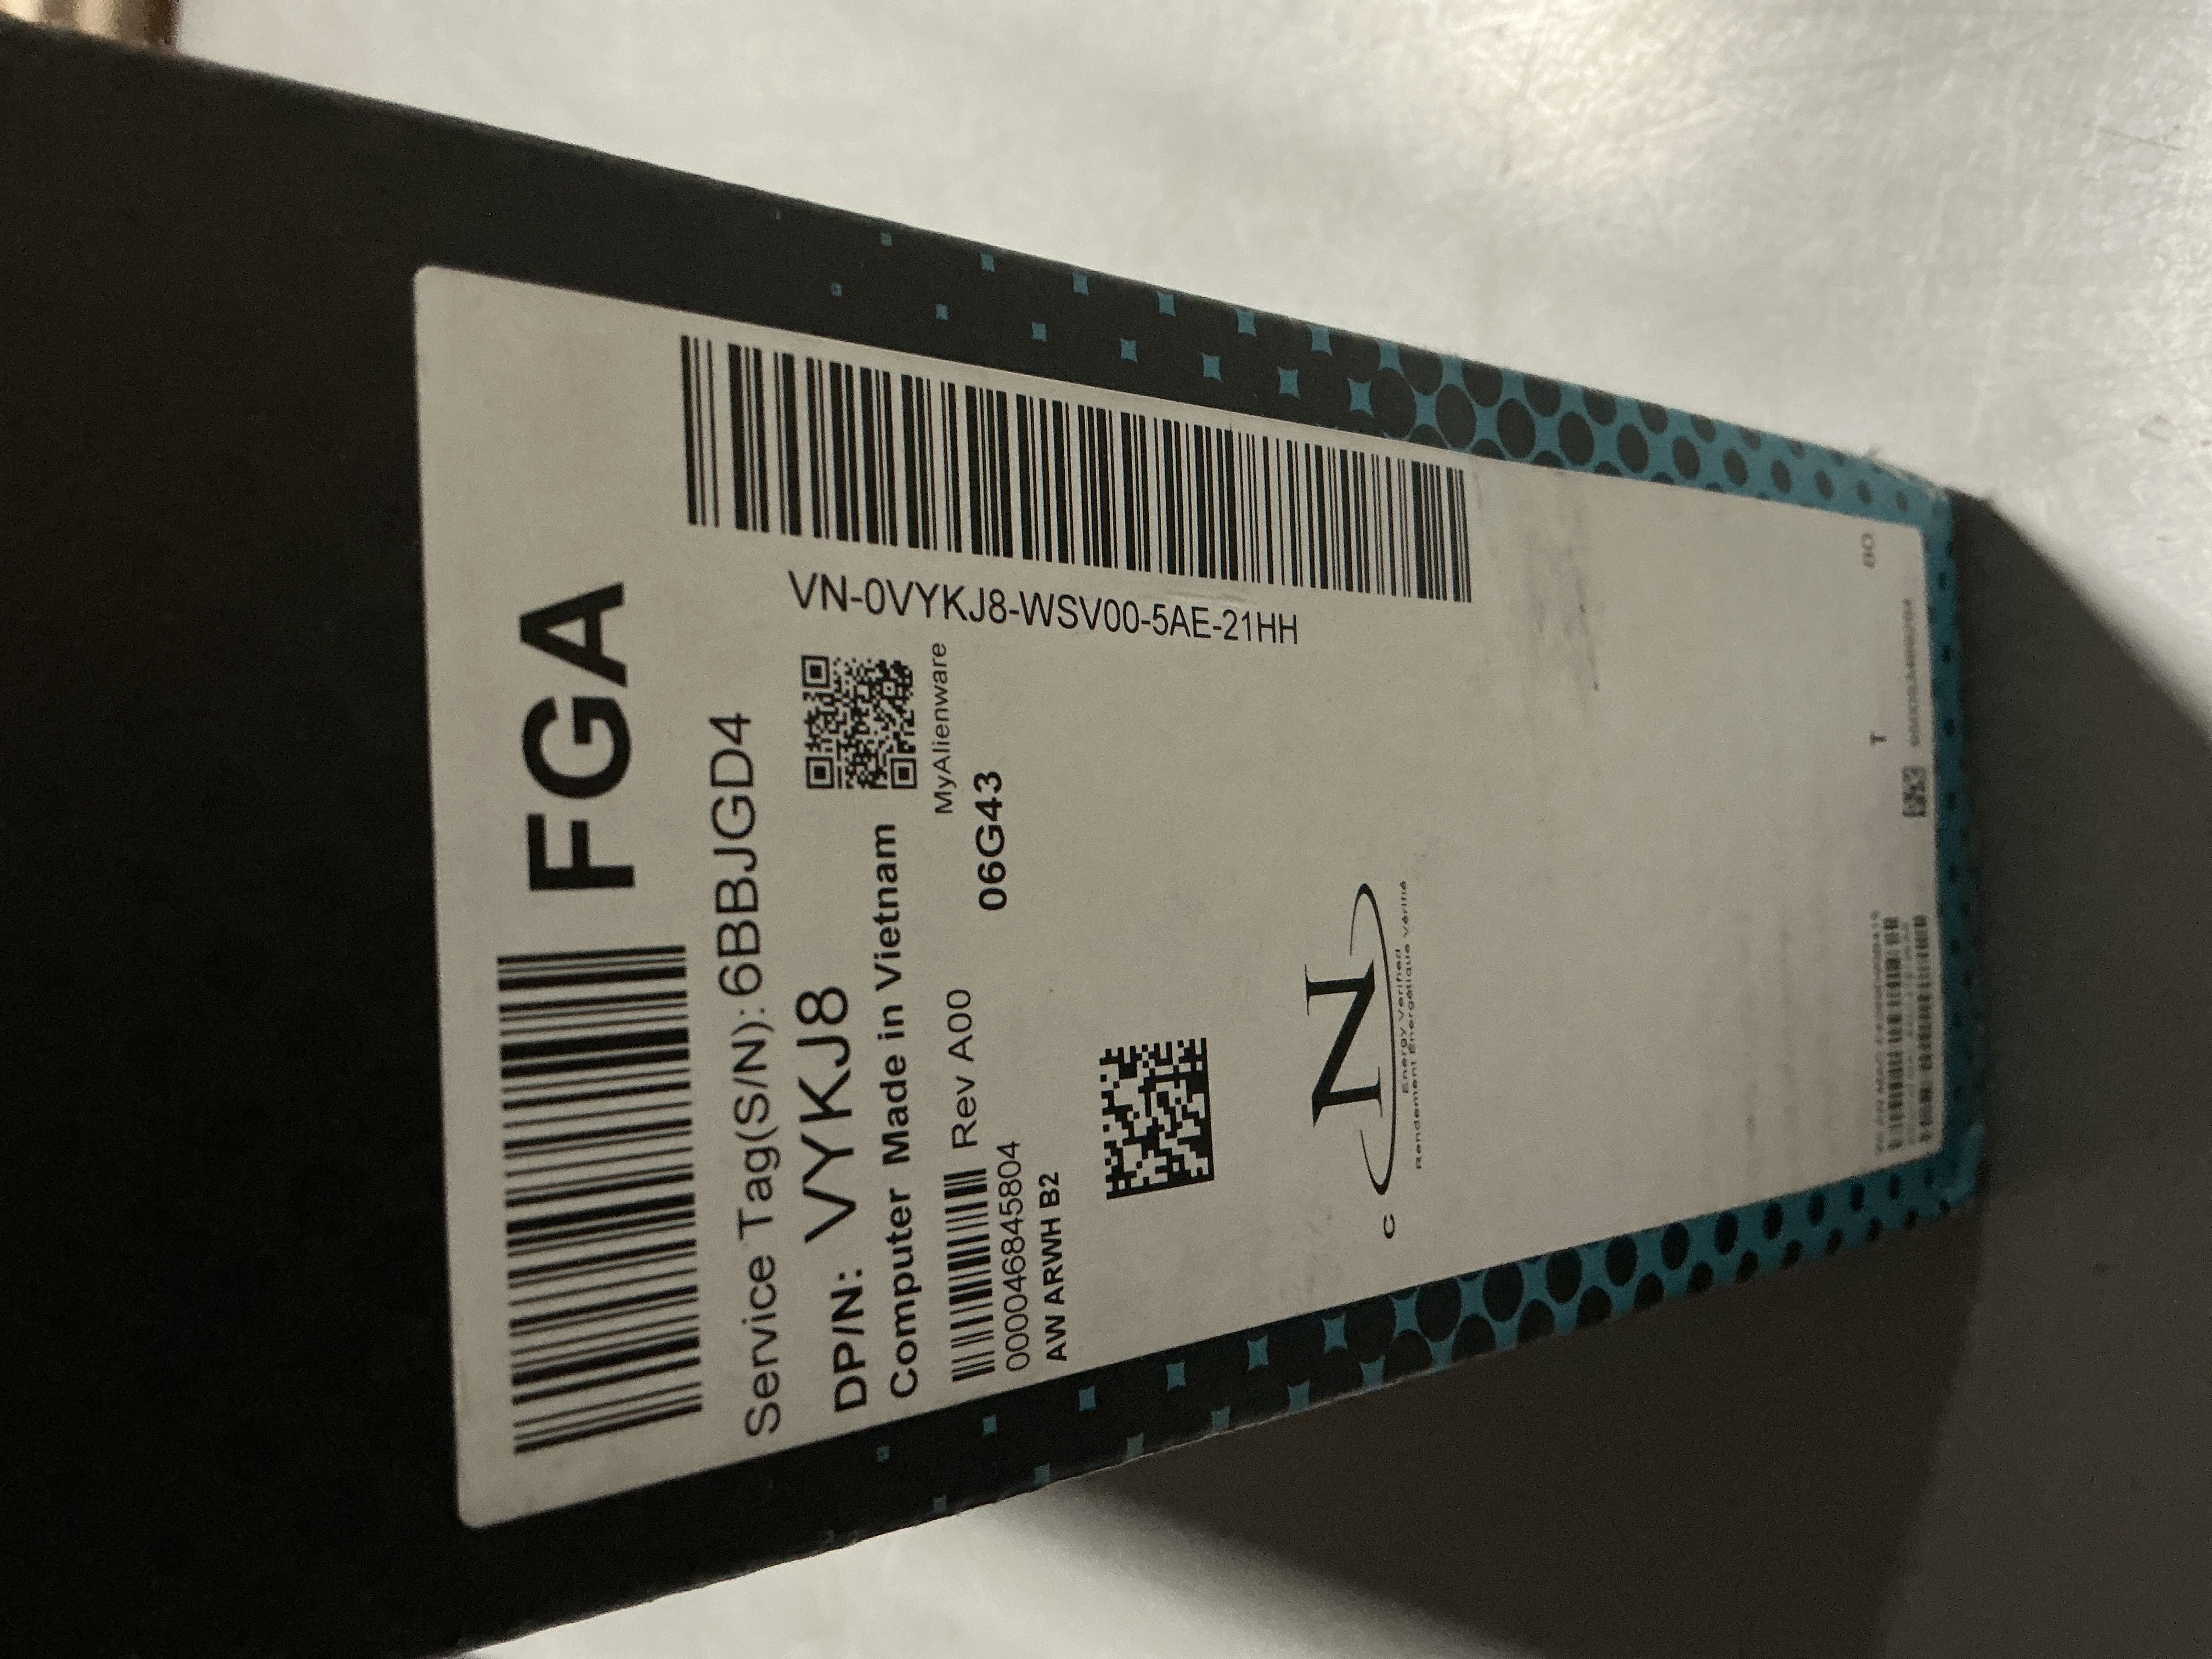 FGA
Service Tag(S/N):6BBJGD4
DP/N: VYKJ8
VN-0VYKJ8-WSV00-5AE-21HH
Computer Made in Vietnam
MyAlienware
Rev A00
06G43
000046845804
AW ARWH B2
N
c
Energy Verified
Rendement Énergétique Vérifié
T